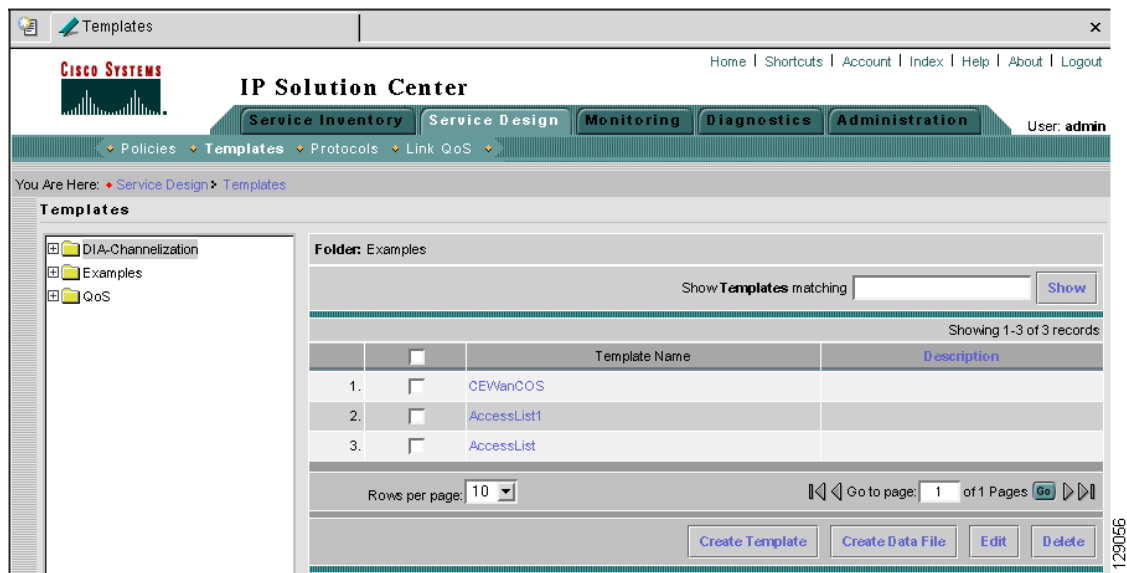 Templates
×
Home | Shortcuts | Account | Index | Help | About | Logout
CISCO SYSTEMS
IP Solution Center
Service Inventory Service Design Monitoring Diagnostics Administration
User: admin
Policies Templates Protocols Link QoS
You Are Here: Service Design Templates
Templates
DIA-Channelization
Examples
QoS
Folder: Examples
Show Templates matching Show
Showing 1-3 of 3 records
Template Name Description
1. CEWanCOS
2. AccessList1
3. AccessList
Rows per page: 10 Go to page: 1 of 1 Pages Go
Create Template Create Data File Edit Delete
129056